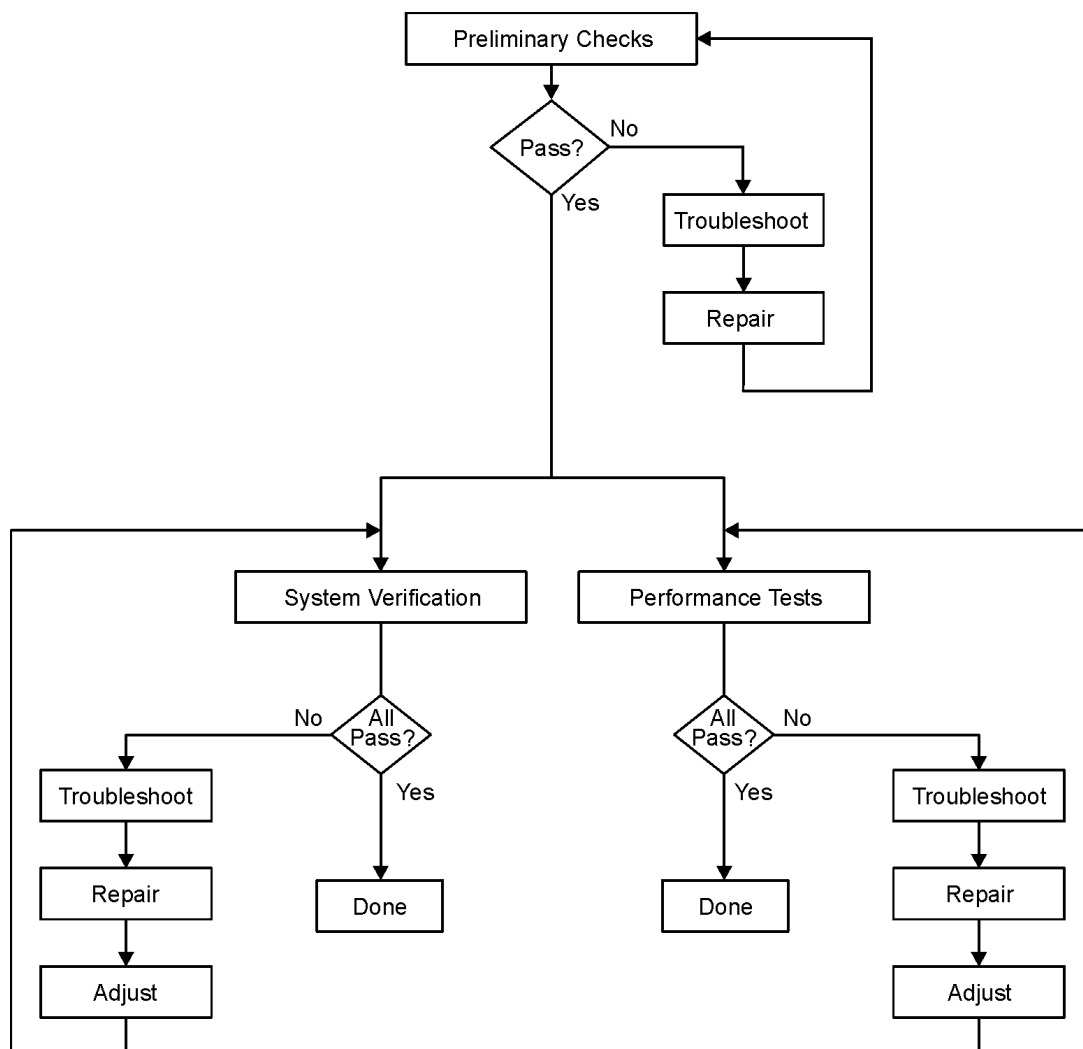 Preliminary Checks
Pass?
No
Yes
Troubleshoot
Repair
System Verification
Performance Tests
No
All
Pass?
Yes
All
Pass?
No
Yes
Troubleshoot
Troubleshoot
Repair
Done
Done
Repair
Adjust
Adjust